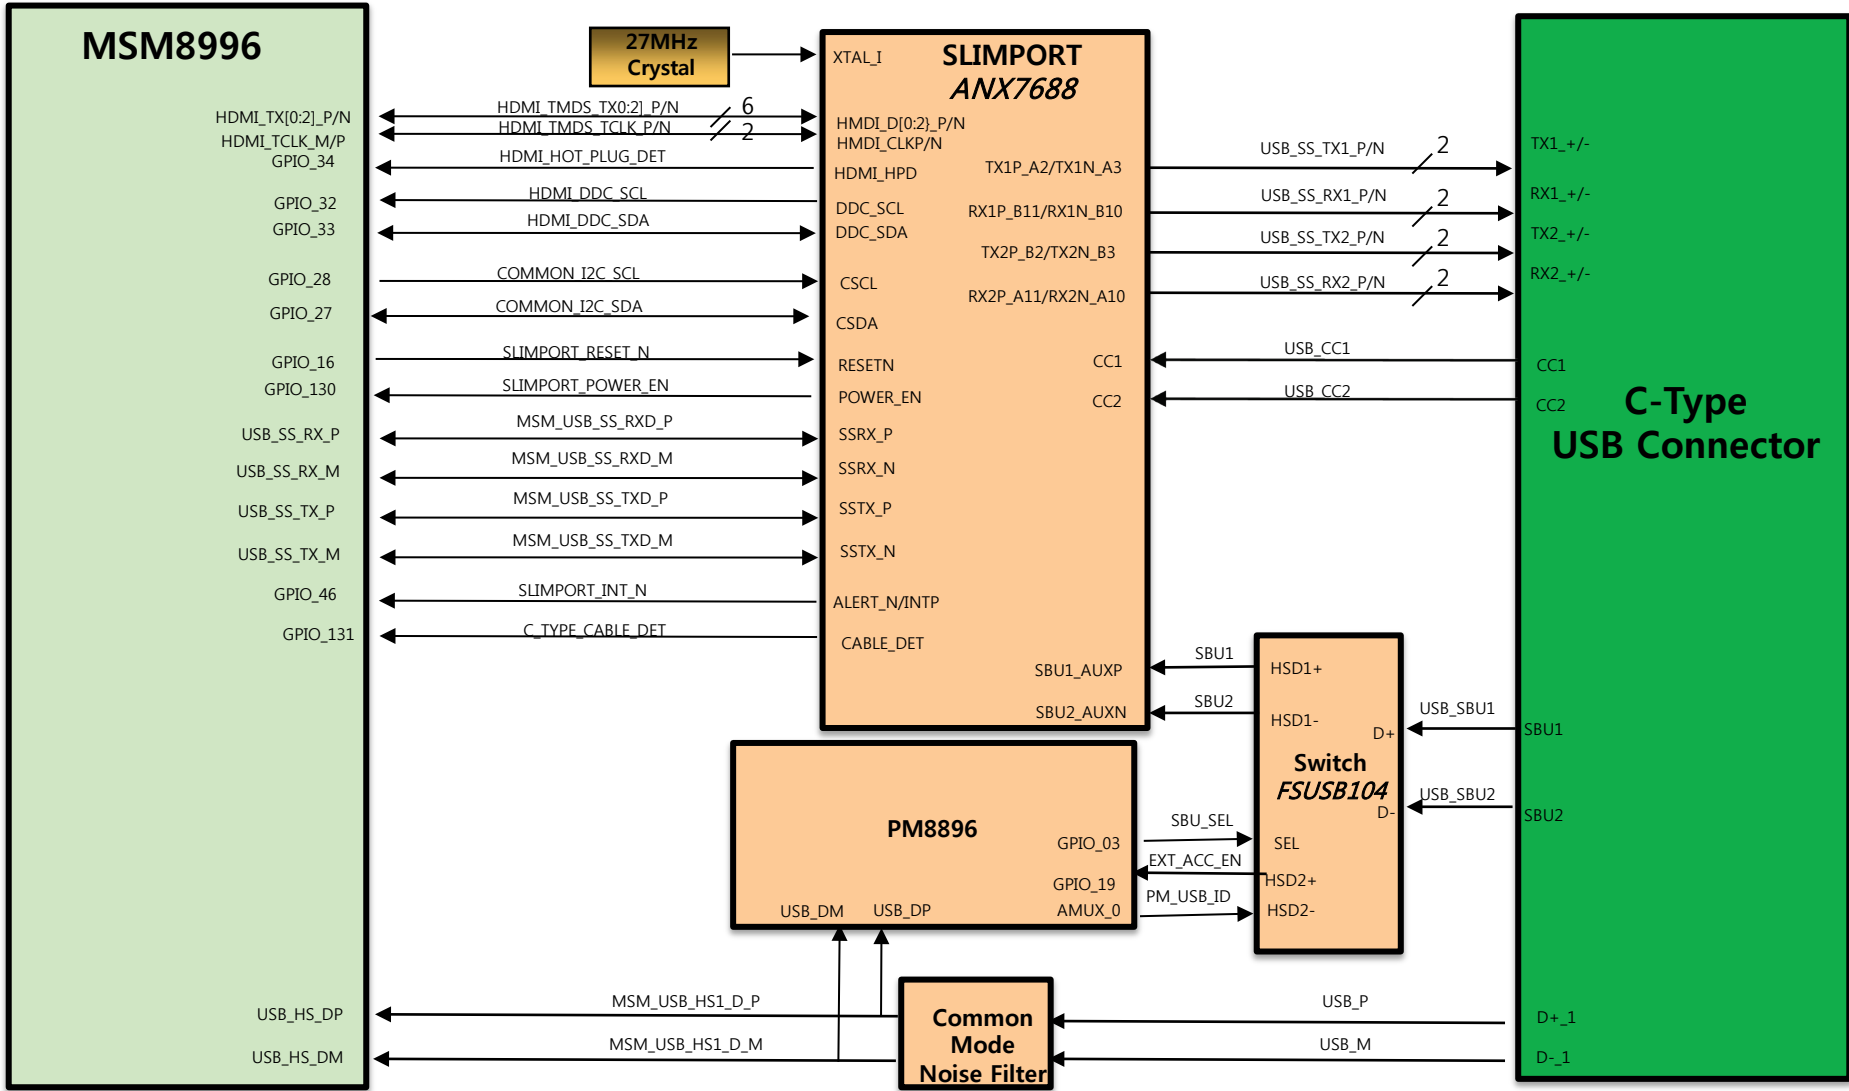 MSM8996
HDMI_TX[0:2]_P/N
HDMI_TCLK_M/P
GPIO_34
GPIO_32
GPIO_33
GPIO_28
GPIO_27
GPIO_16
GPIO_130
USB_SS_RX_P
USB_SS_RX_M
USB_SS_TX_P
USB_SS_TX_M
GPIO_46
GPIO_131
USB_HS_DP
USB_HS_DM
27MHz
Crystal
HDMI_TMDS_TX0:2]_P/N
6
HDMI_TMDS_TCLK_P/N
2
HDMI_HOT_PLUG_DET
HDMI_DDC_SCL
HDMI_DDC_SDA
COMMON_I2C_SCL
COMMON_I2C_SDA
SLIMPORT_RESET_N
SLIMPORT_POWER_EN
MSM_USB_SS_RXD_P
MSM_USB_SS_RXD_M
MSM_USB_SS_TXD_P
MSM_USB_SS_TXD_M
SLIMPORT_INT_N
C_TYPE_CABLE_DET
MSM_USB_HS1_D_P
MSM_USB_HS1_D_M
SLIMPORT
ANX7688
XTAL_I
HMDI_D[0:2}_P/N
HMDI_CLKP/N
HDMI_HPD
DDC_SCL
DDC_SDA
CSCL
CSDA
RESETN
POWER_EN
SSRX_P
SSRX_N
SSTX_P
SSTX_N
ALERT_N/INTP
CABLE_DET
TX1P_A2/TX1N_A3
RX1P_B11/RX1N_B10
TX2P_B2/TX2N_B3
RX2P_A11/RX2N_A10
CC1
CC2
SBU1_AUXP
SBU2_AUXN
PM8896
GPIO_03
GPIO_19
AMUX_0
USB_DM
USB_DP
Common
Mode
Noise Filter
USB_SS_TX1_P/N
2
USB_SS_RX1_P/N
2
USB_SS_TX2_P/N
2
USB_SS_RX2_P/N
2
USB_CC1
USB_CC2
SBU1
SBU2
SBU_SEL
EXT_ACC_EN
PM_USB_ID
HSD1+
HSD1-
D+
Switch
FSUSB104
D-
SEL
HSD2+
HSD2-
USB_SBU1
USB_SBU2
USB_P
USB_M
TX1_+/-
RX1_+/-
TX2_+/-
RX2_+/-
CC1
CC2
C-Type
USB Connector
SBU1
SBU2
D+_1
D-_1